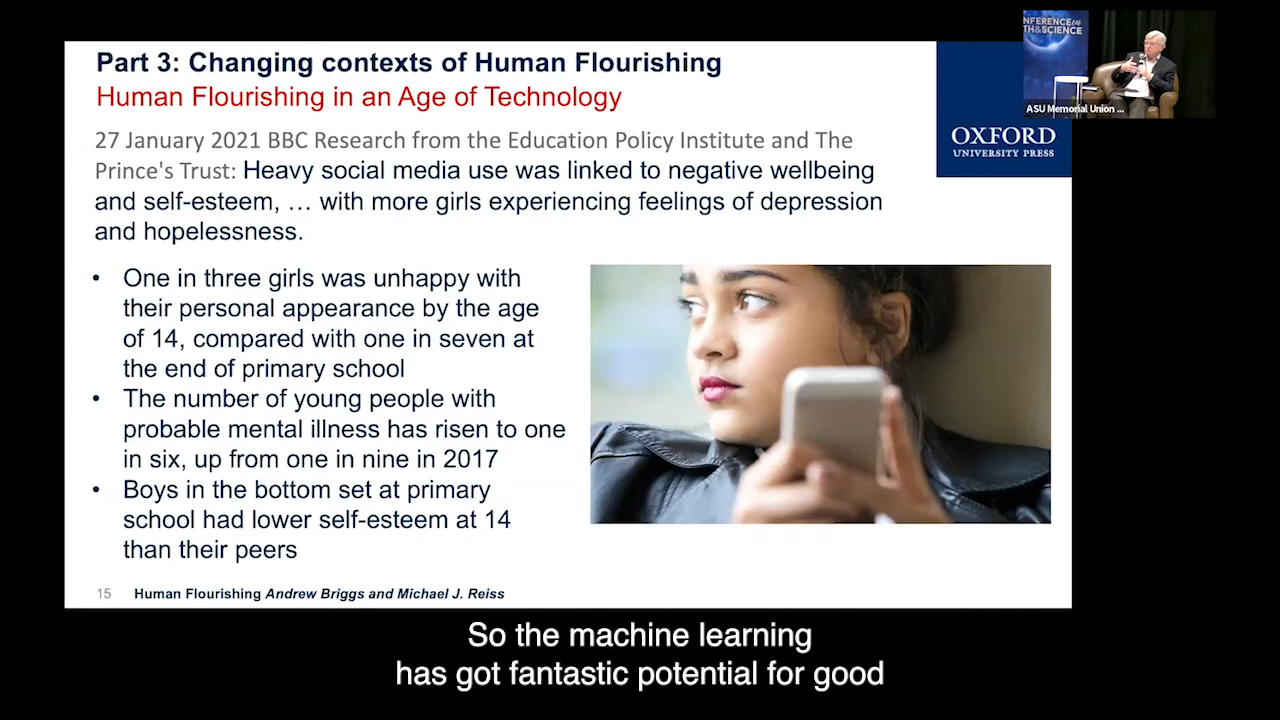 Part 3: Changing contexts of Human Flourishing
Human Flourishing in an Age of Technology
27 January 2021 BBC Research from the Education Policy Institute and The
Prince's Trust: Heavy social media use was linked to negative wellbeing
and self-esteem, … with more girls experiencing feelings of depression
and hopelessness.
• One in three girls was unhappy with
their personal appearance by the age
of 14, compared with one in seven at
the end of primary school
• The number of young people with
probable mental illness has risen to one
in six, up from one in nine in 2017
• Boys in the bottom set at primary
school had lower self-esteem at 14
than their peers
15 Human Flourishing Andrew Briggs and Michael J. Reiss
OXFORD
UNIVERSITY PRESS
NFERENCE in
TH&SCIENCE
ASU Memorial Union ...
So the machine learning
has got fantastic potential for good